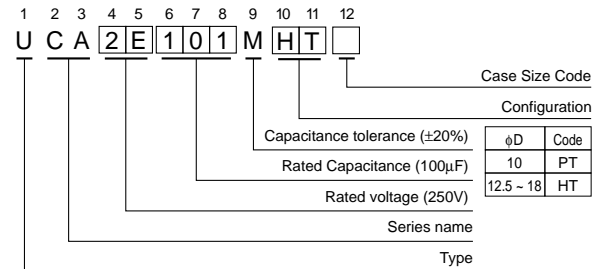 1 2 3 4 5 6 7 8 9 10 11 12
U C A 2 E 1 0 1 M H T
Case Size Code
Configuration
Capacitance tolerance (±20%)
Rated Capacitance (100μF)
Rated voltage (250V)
Series name
Type
ϕD Code
10 PT
12.5 ~ 18 HT